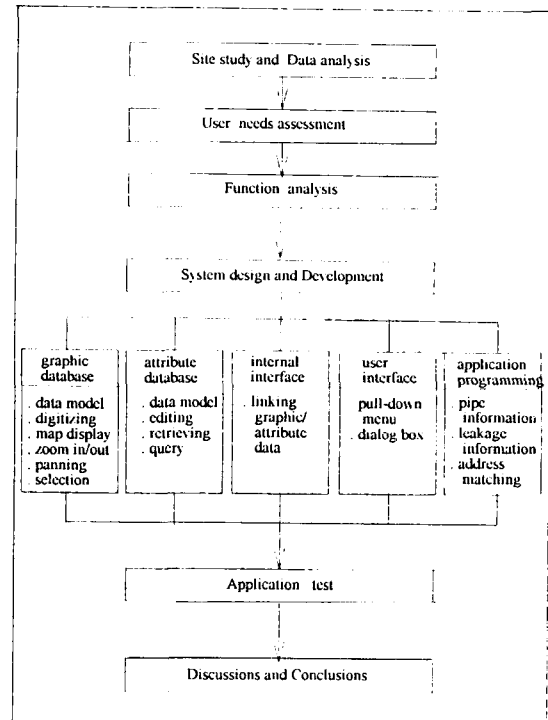 Site study and Data analysis
User needs assessment
Function analysis
System design and Development
graphic
database
. data model
. digitizing
. map display
. zoom in/out
. panning
. selection
attribute
database
. data model
. editing
. retrieving
. query
internal
interface
. linking
graphic/
attribute
data
user
interface
pull-down
menu
. dialog box
application
programming
. pipe
information
. leakage
information
. address
matching
Application test
Discussions and Conclusions